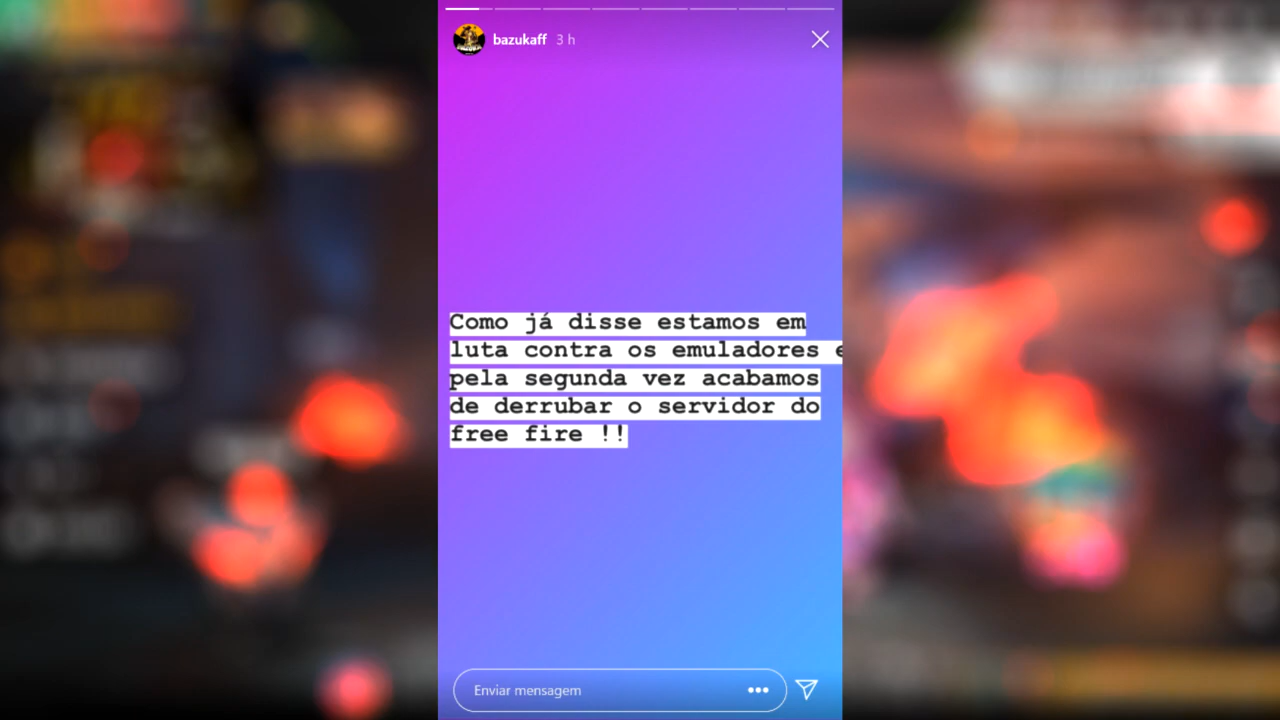 bazukaff 3 h
Como já disse estamos em
luta contra os emuladores e
pela segunda vez acabamos
de derrubar o servidor do
free fire !!
Enviar mensagem